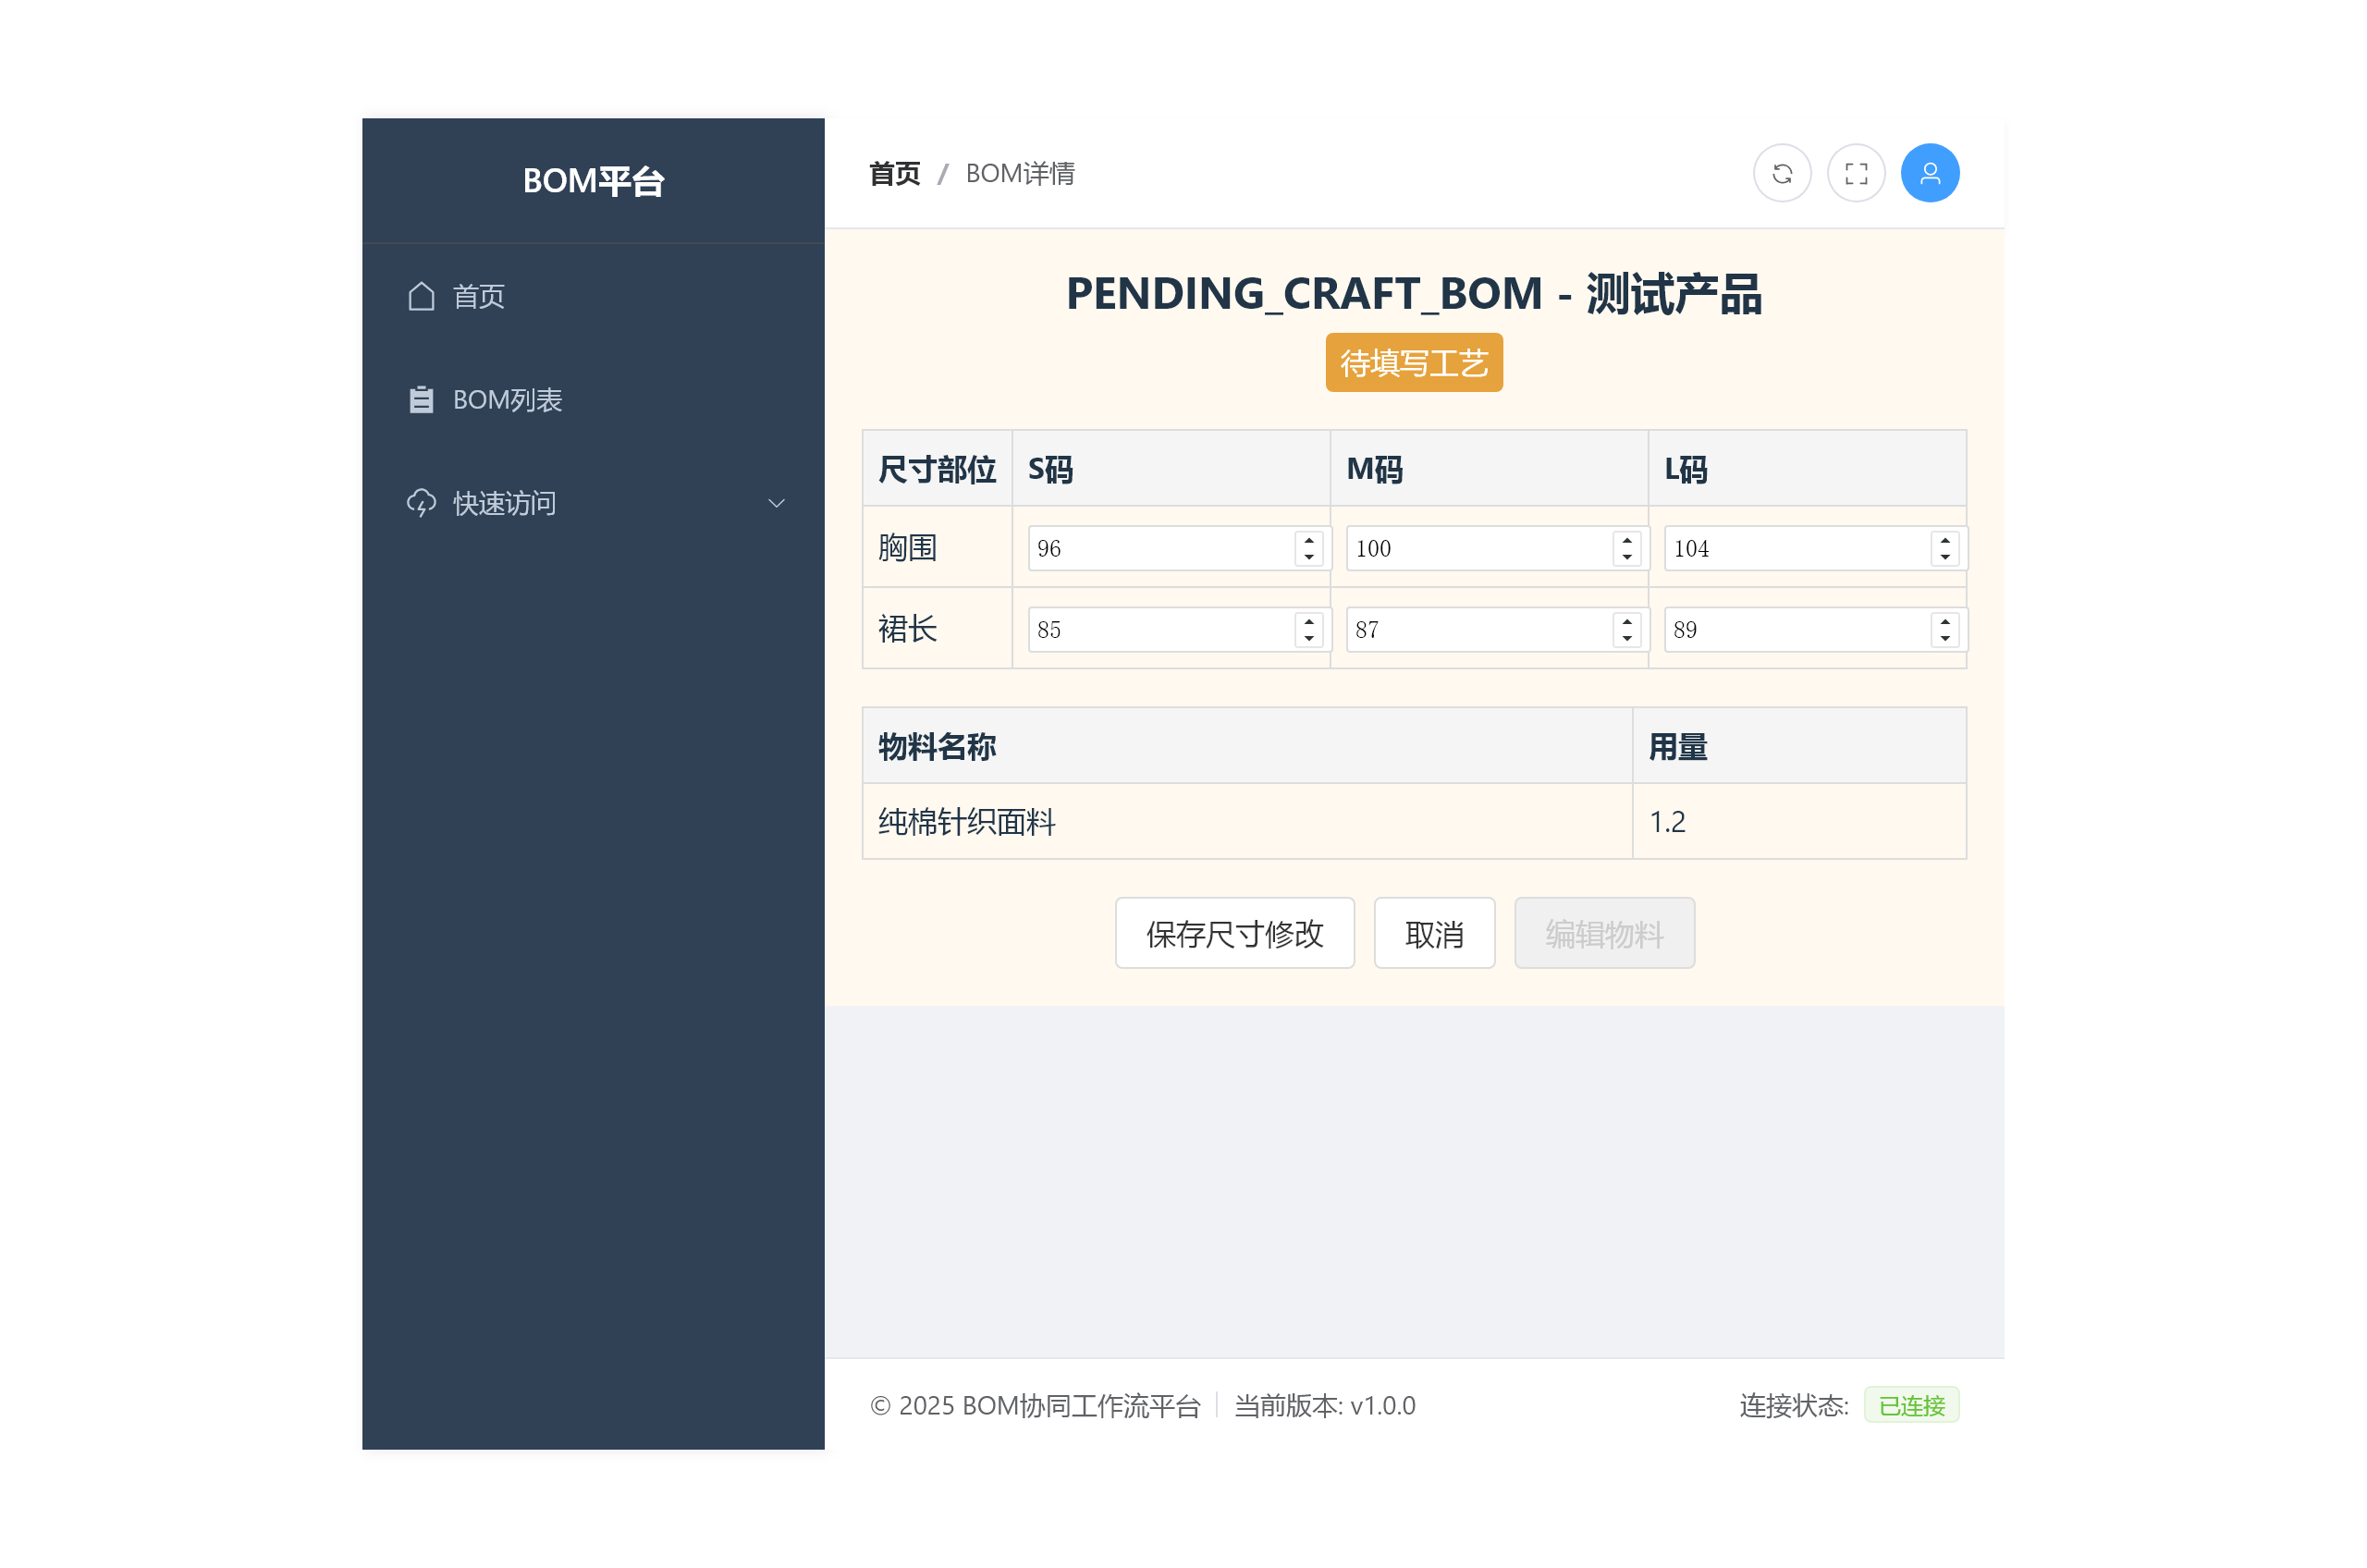 BOM平台
首页
BOM列表
快速访问
首页 / BOM详情
PENDING_CRAFT_BOM - 测试产品
待填写工艺
尺寸部位 S码 M码 L码
胸围 96 100 104
裙长 85 87 89
物料名称 用量
纯棉针织面料 1.2
保存尺寸修改 取消 编辑物料
© 2025 BOM协同工作流平台 当前版本: v1.0.0 连接状态: 已连接